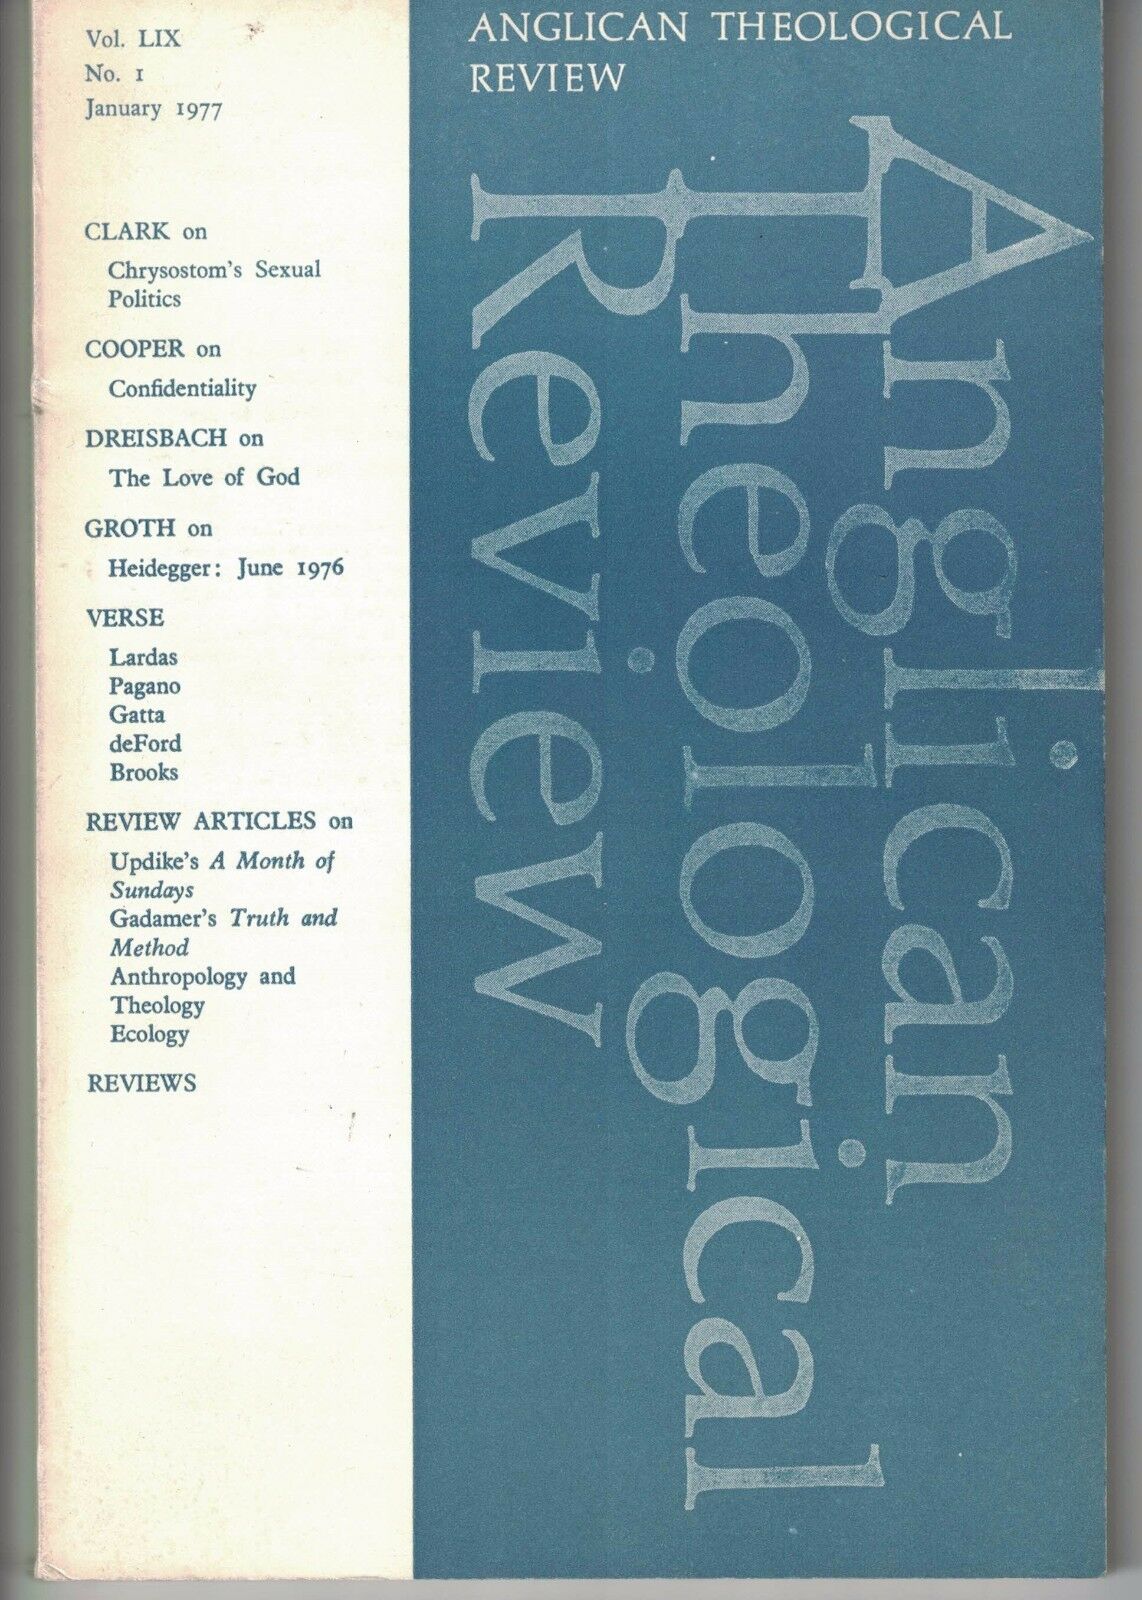 Vol. LIX
No. 1
January 1977
CLARK on
Chrysostom's Sexual
Politics
COOPER on
Confidentiality
DREISBACH on
The Love of God
GROTH on
Heidegger: June 1976
VERSE
Lardas
Pagano
Gatta
deFord
Brooks
REVIEW ARTICLES on
Updike's A Month of
Sundays
Gadamer's Truth and
Method
Anthropology and
Theology
Ecology
REVIEWS
ANGLICAN THEOLOGICAL
REVIEW
Anglican
Theological
Review